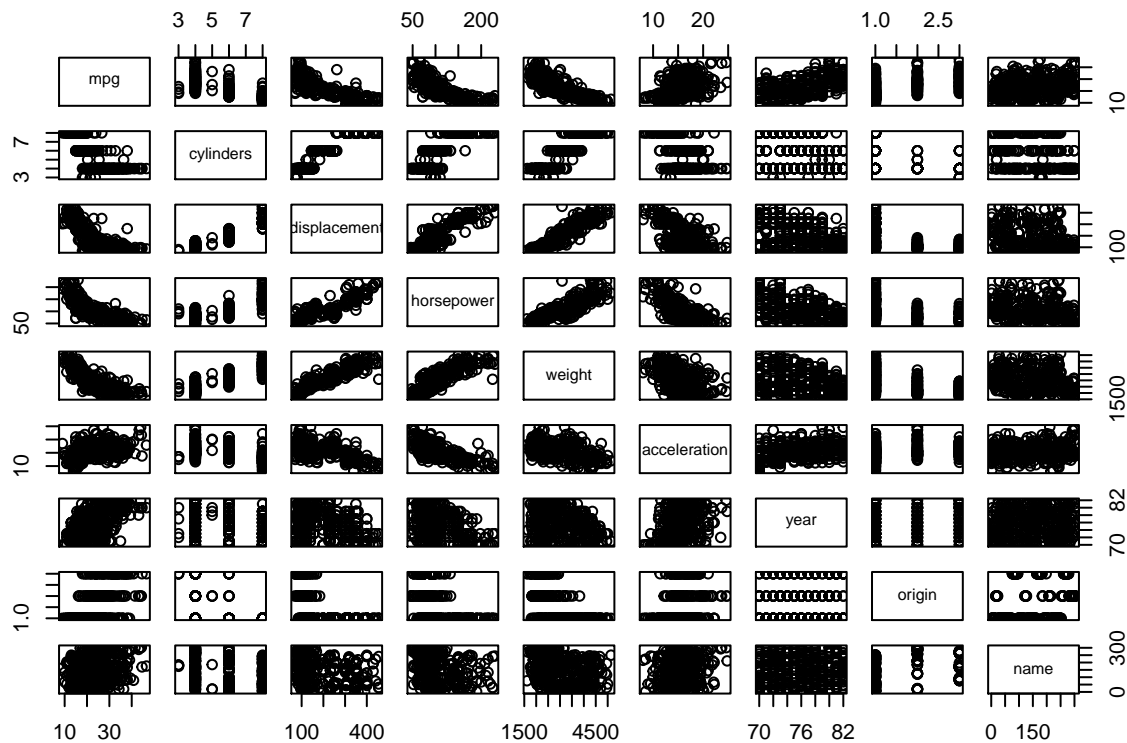 3 5 7 50 200 10 20 1.0 2.5
mpg 10
3 7 cylinders
displacement 100
50 horsepower
weight 1500
10 acceleration
year 70 82
1.0 origin
name 0 300
10 30 100 400 1500 4500 70 76 82 0 150